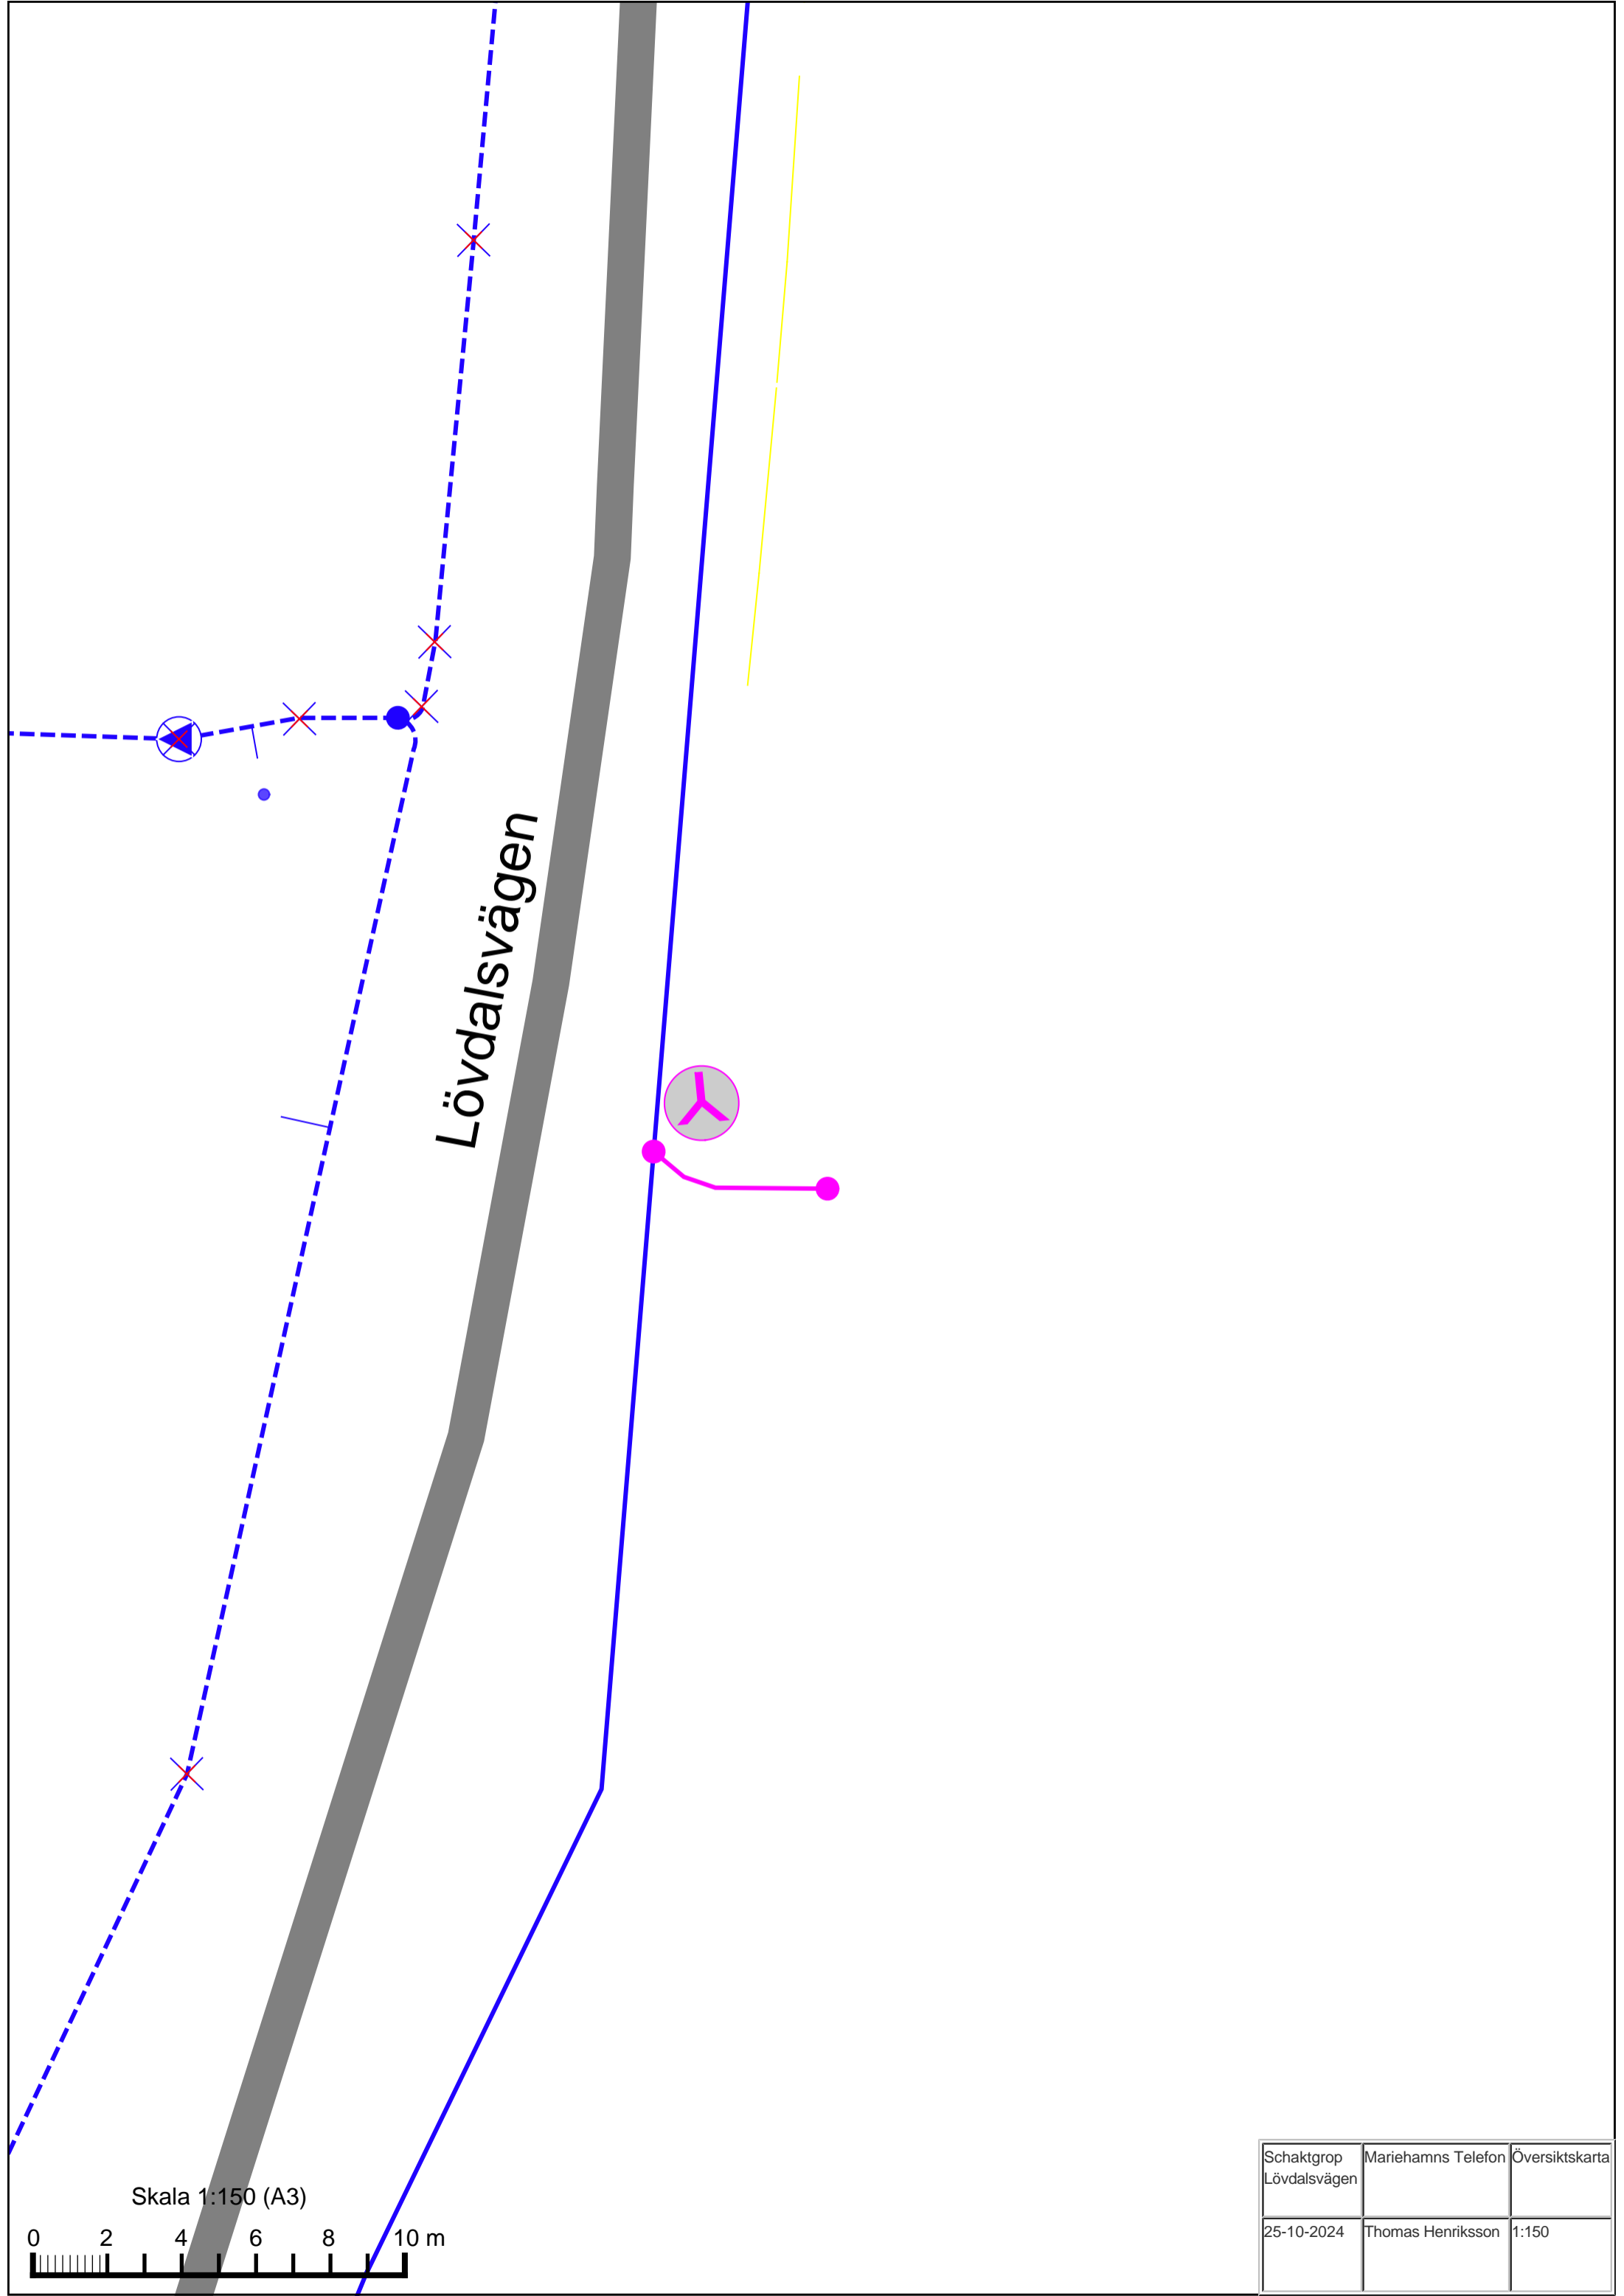 Lövdalsvägen
Skala 1:150 (A3)
0 2 4 6 8 10 m
Schaktgrop Mariehamns Telefon Översiktskarta
Lövdalsvägen
25-10-2024 Thomas Henriksson 1:150